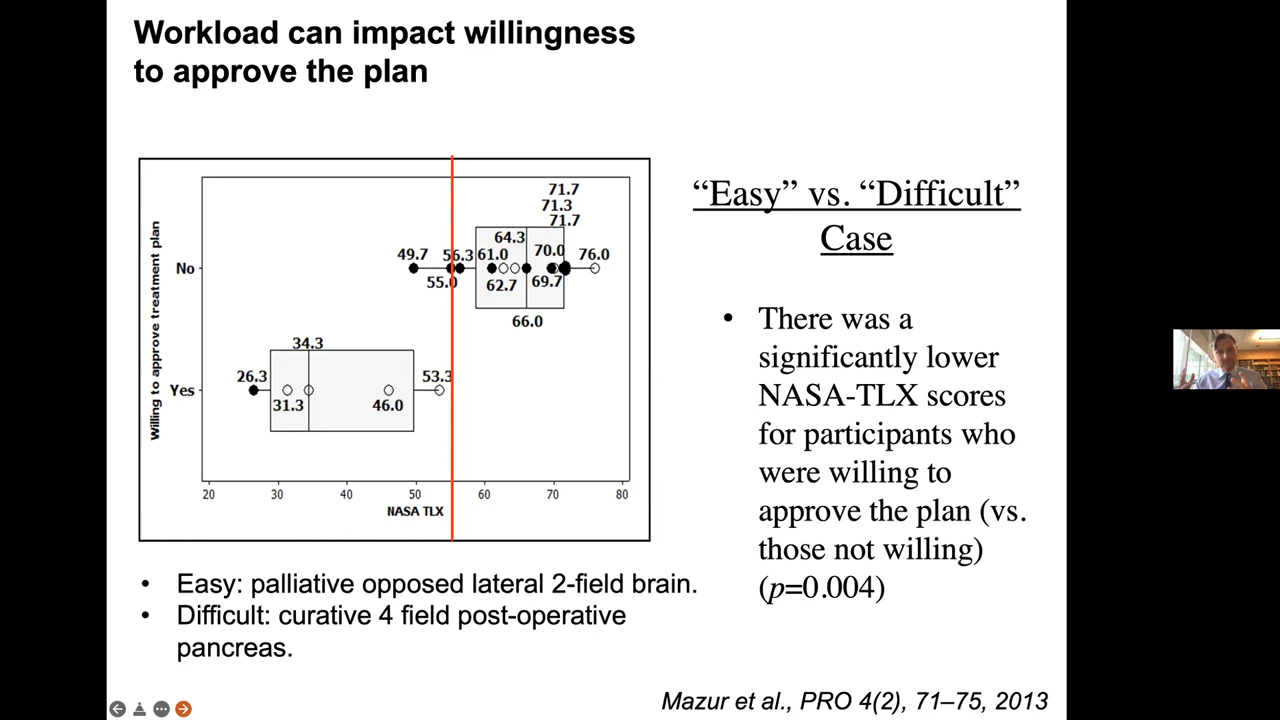 Workload can impact willingness
to approve the plan
“Easy” vs. “Difficult”
Case
• There was a
significantly lower
NASA-TLX scores
for participants who
were willing to
approve the plan (vs.
those not willing)
(p=0.004)
Willing to approve treatment plan
71.7
71.3
71.7
64.3
49.7 56.3 61.0 70.0 76.0
No
55.0 62.7 69.7
66.0
34.3
26.3 53.3
Yes
31.3 46.0
20 30 40 50 60 70 80
NASA TLX
• Easy: palliative opposed lateral 2-field brain.
• Difficult: curative 4 field post-operative
pancreas.
Mazur et al., PRO 4(2), 71–75, 2013